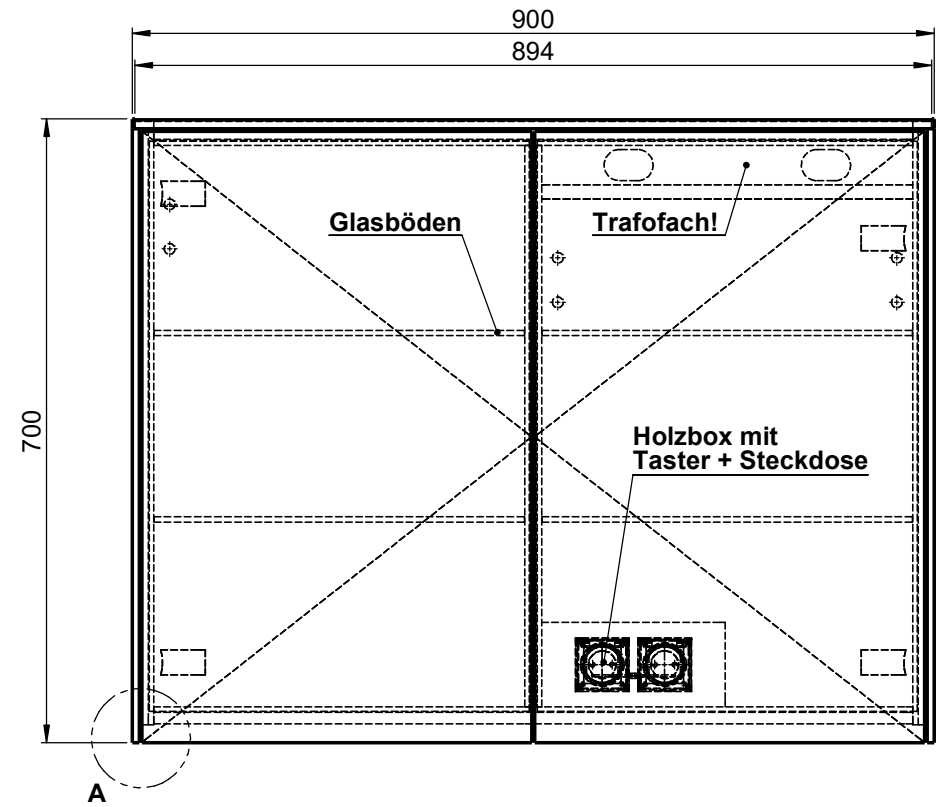 900
894
Glasböden
Trafofach!
700
Holzbox mit
Taster + Steckdose
A